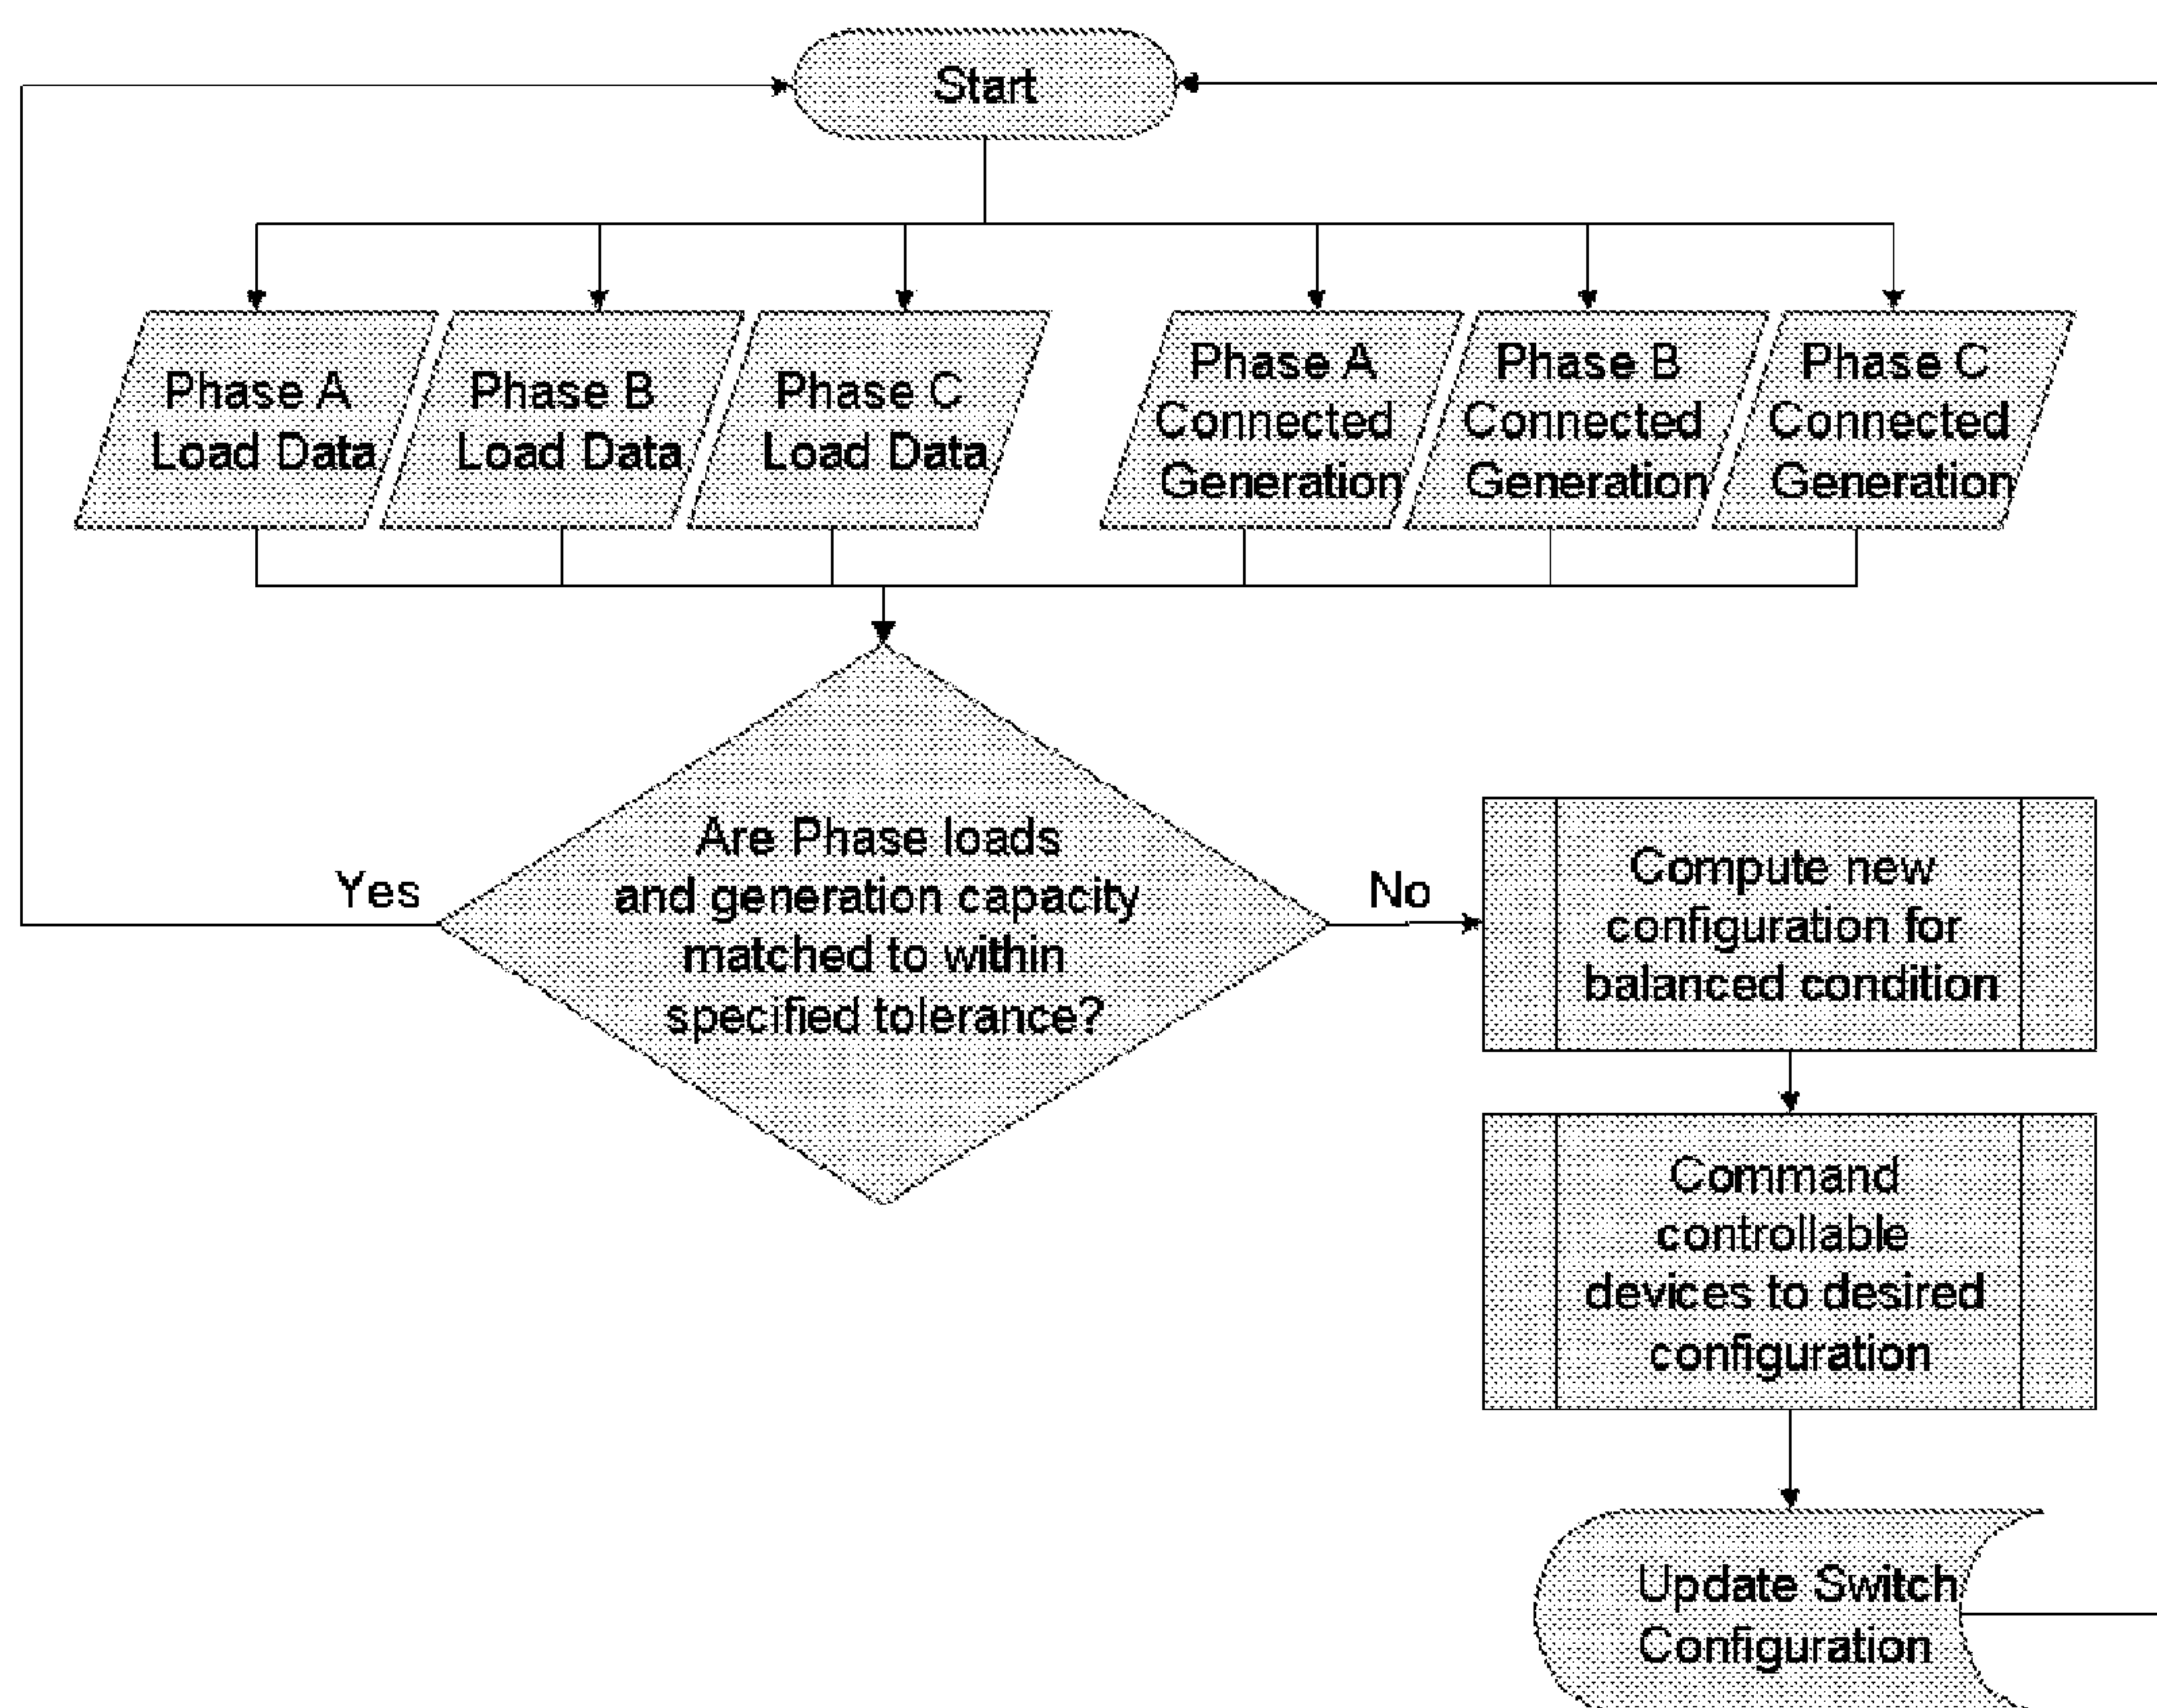 Start
Phase A
Load Data
Phase B
Load Data
Phase C
Load Data
Phase A
Connected
Generation
Phase B
Connected
Generation
Phase C
Connected
Generation
Are Phase loads
and generation capacity
matched to within
specified tolerance?
Yes
No
Compute new
configuration for
balanced condition
Command
controllable
devices to desired
configuration
Update Switch
Configuration